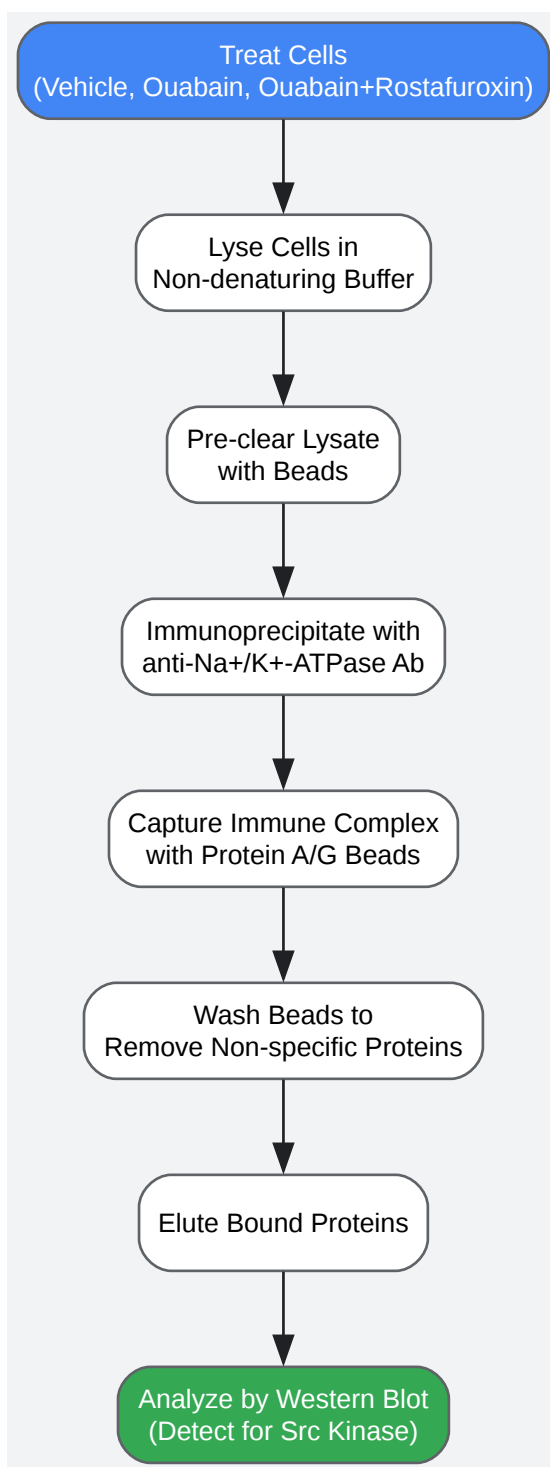 Treat Cells
(Vehicle, Ouabain, Ouabain+Rostafuroxin)
Lyse Cells in
Non-denaturing Buffer
Pre-clear Lysate
with Beads
Immunoprecipitate with
anti-Na+/K+-ATPase Ab
Capture Immune Complex
with Protein A/G Beads
Wash Beads to
Remove Non-specific Proteins
Elute Bound Proteins
Analyze by Western Blot
(Detect for Src Kinase)